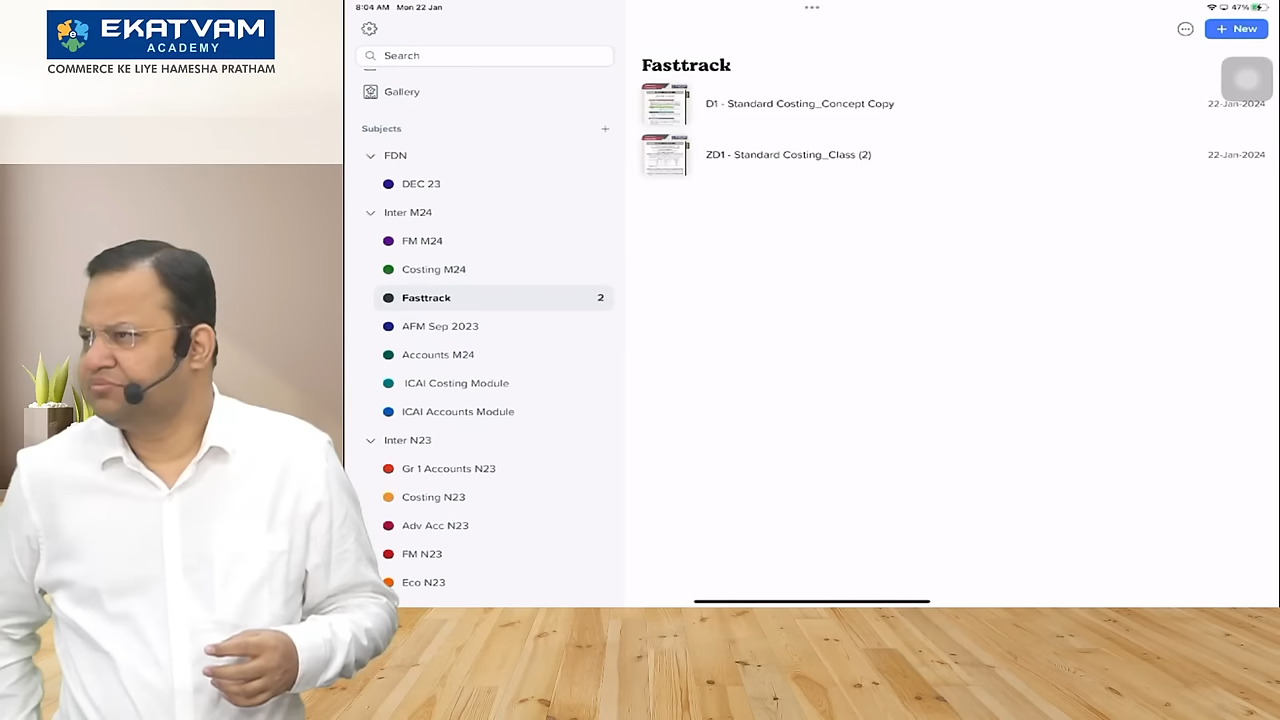 EKATVAM
ACADEMY
COMMERCE KE LIYE HAMESHA PRATHAM
8:04 AM Mon 22 Jan
47%
Search
Gallery
Subjects
FDN
DEC 23
Inter M24
FM M24
Costing M24
Fasttrack 2
AFM Sep 2023
Accounts M24
ICAI Costing Module
ICAI Accounts Module
Inter N23
Gr 1 Accounts N23
Costing N23
Adv Acc N23
FM N23
Eco N23
+ New
Fasttrack
D1 - Standard Costing_Concept Copy 22-Jan-2024
ZD1 - Standard Costing_Class (2) 22-Jan-2024